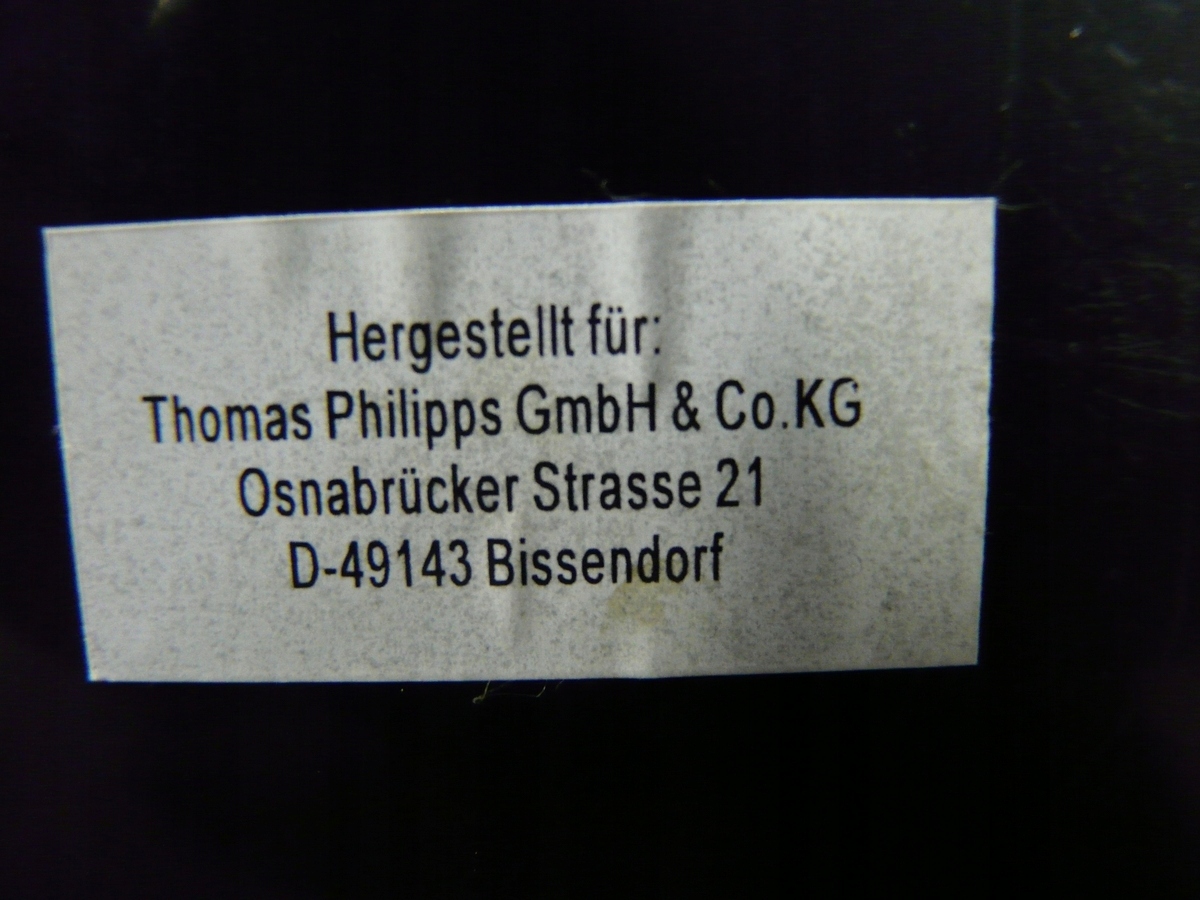 Hergestellt für:
Thomas Philipps GmbH & Co.KG
Osnabrücker Strasse 21
D-49143 Bissendorf